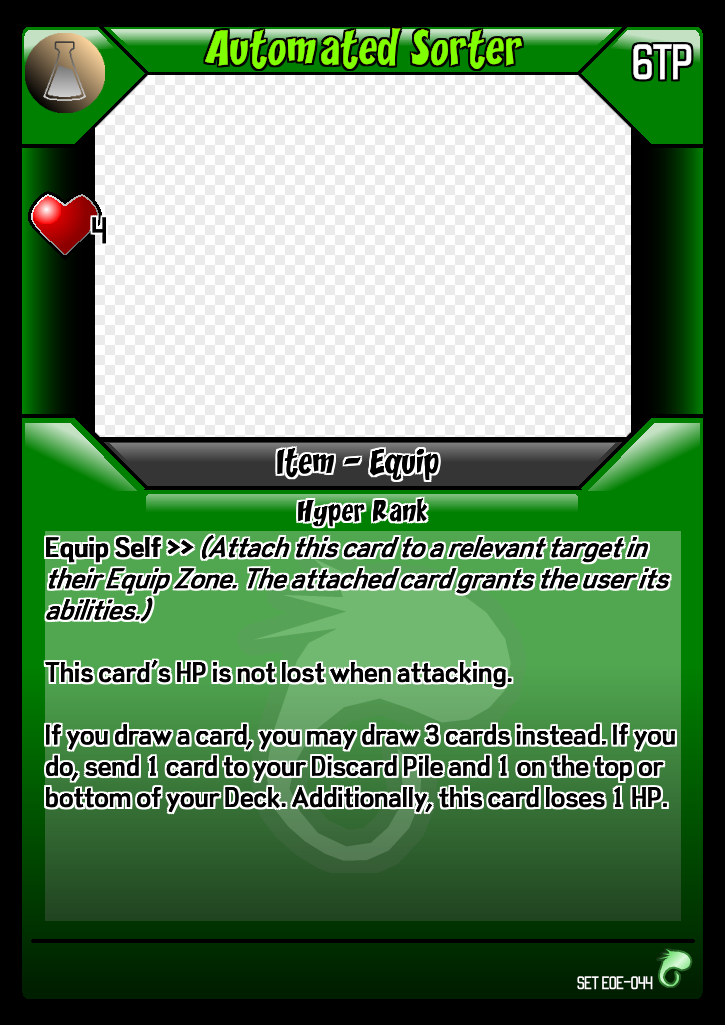 Automated Sorter
6TP
4
Item - Equip
Hyper Rank
Equip Self >> (Attach this card to a relevant target in
their Equip Zone. The attached card grants the user its
abilities.)
This card's HP is not lost when attacking.
If you draw a card, you may draw 3 cards instead. If you
do, send 1 card to your Discard Pile and 1 on the top or
bottom of your Deck. Additionally, this card loses 1 HP.
SET EOE-044